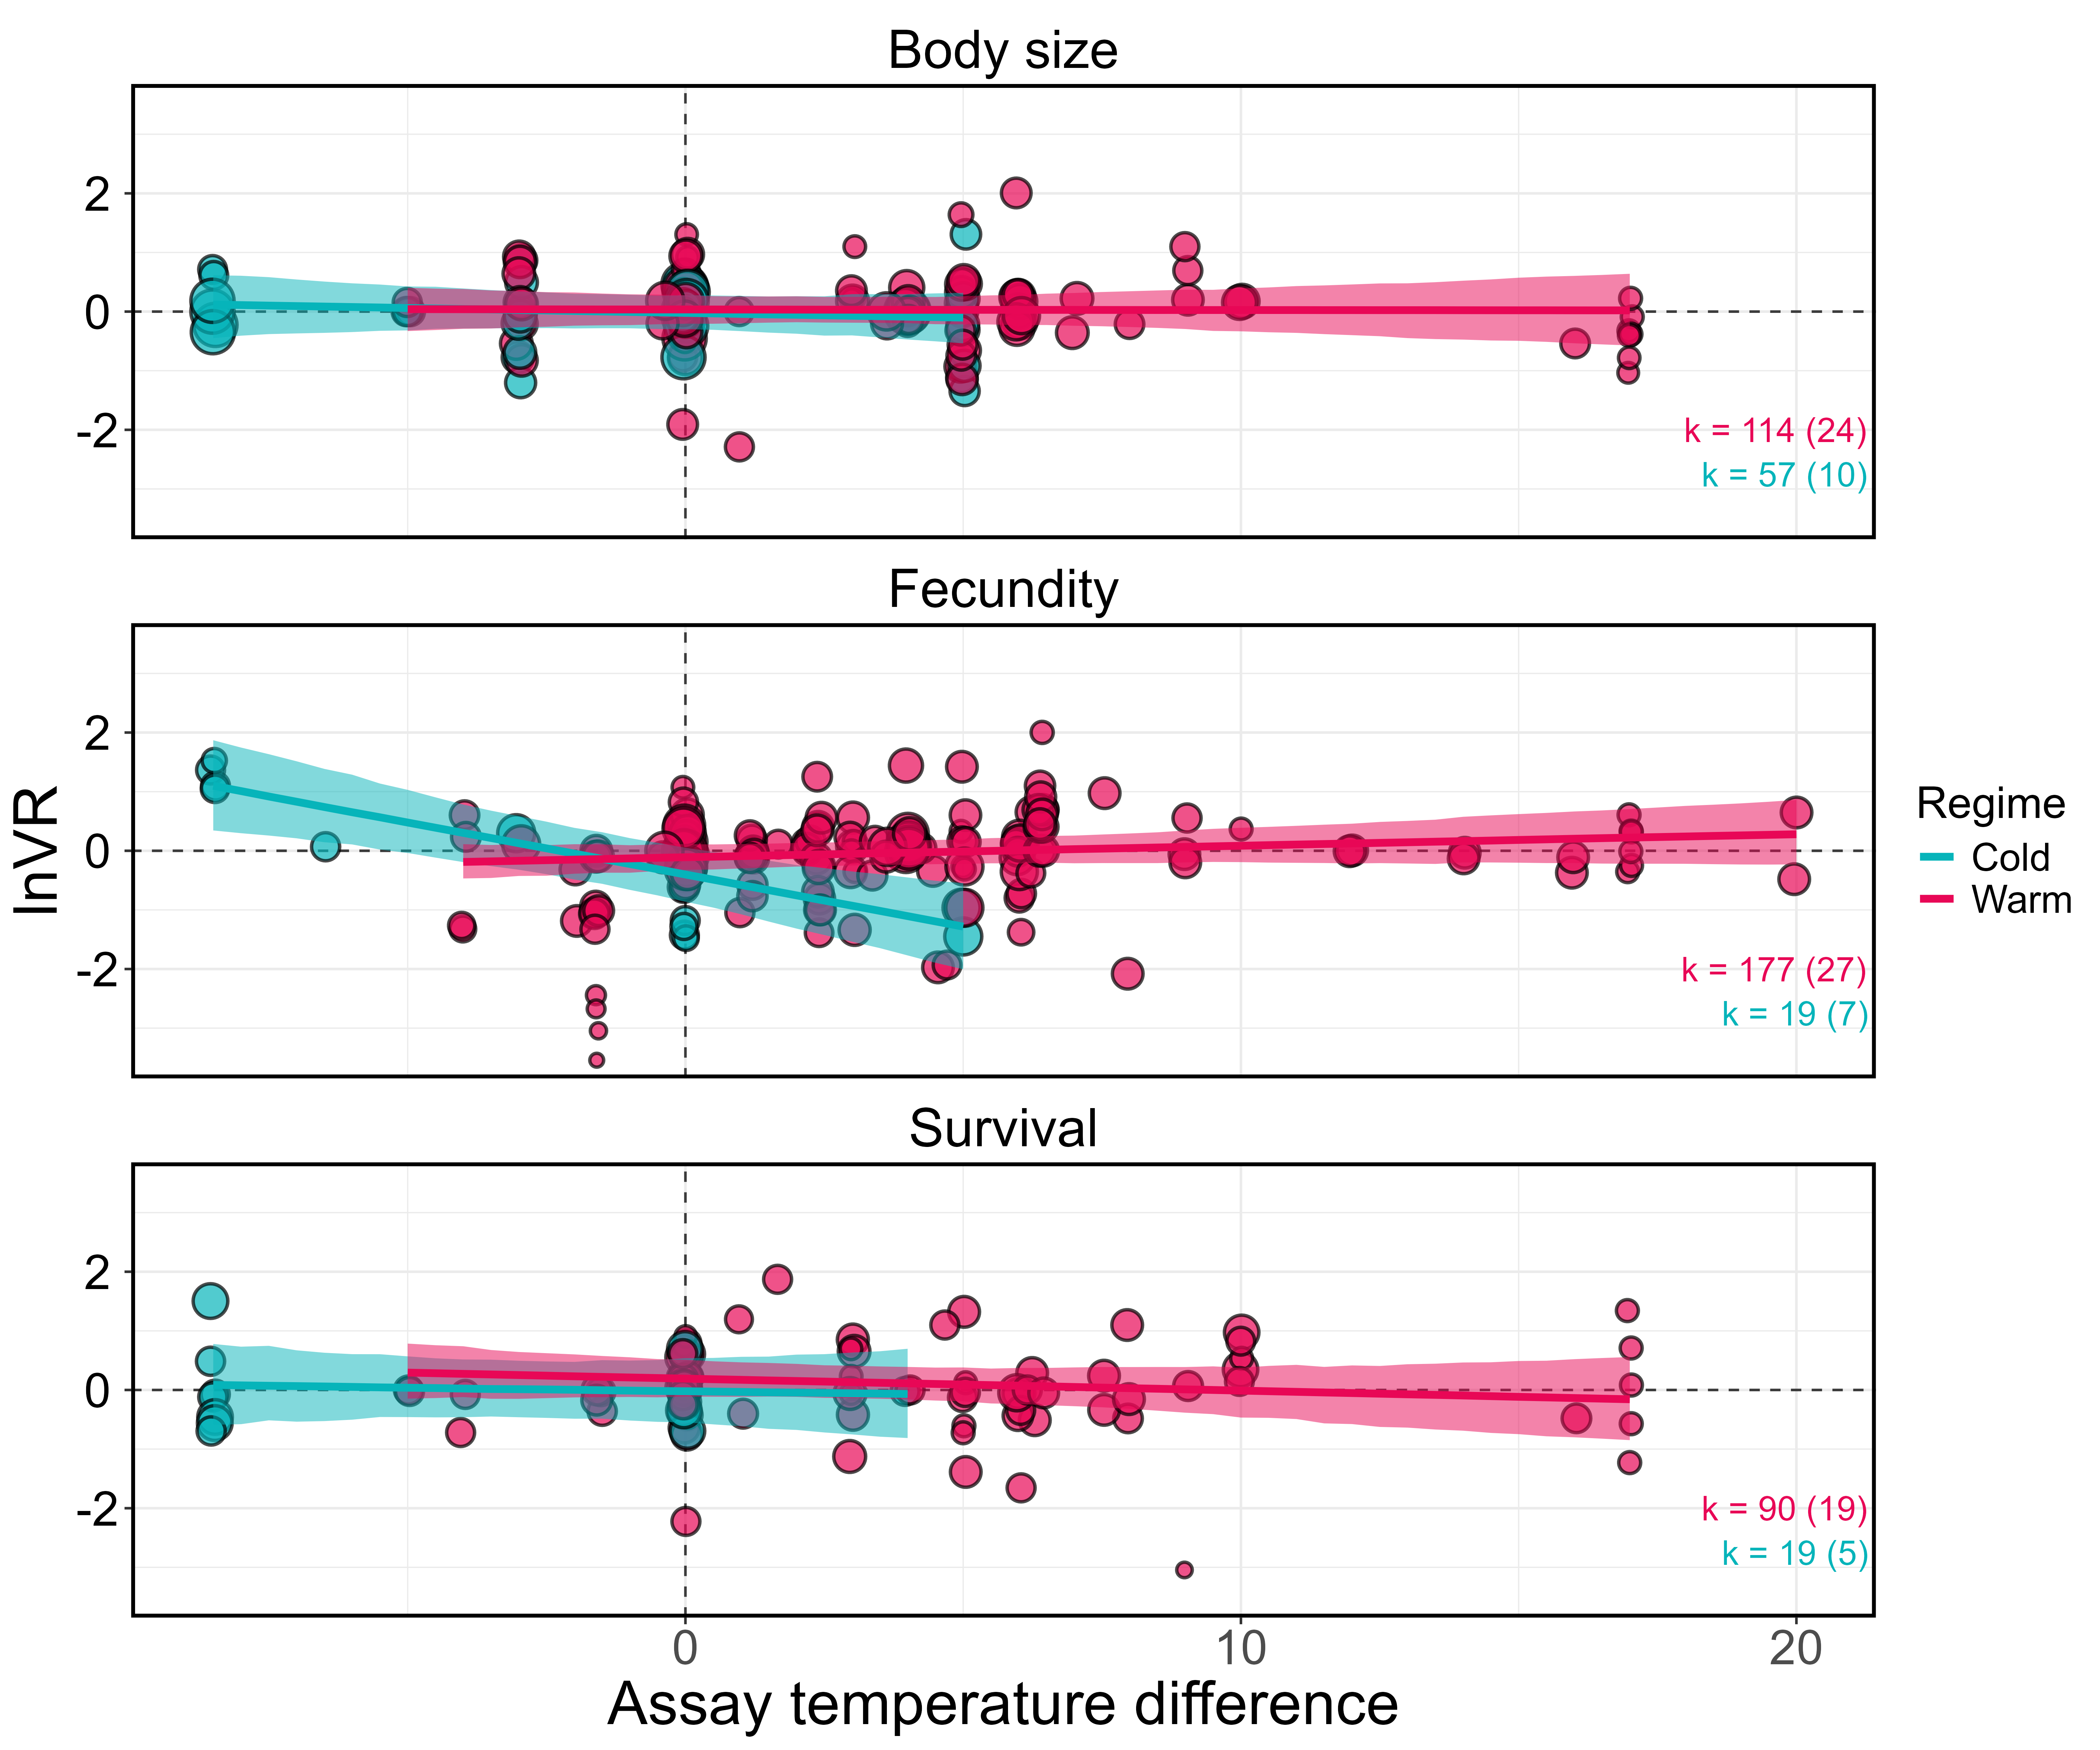 Body size
2
0
-2
k = 114 (24)
k = 57 (10)
Fecundity
2
0
-2
k = 177 (27)
k = 19 (7)
lnVR
Regime
Cold
Warm
Survival
2
0
-2
k = 90 (19)
k = 19 (5)
0 10 20
Assay temperature difference